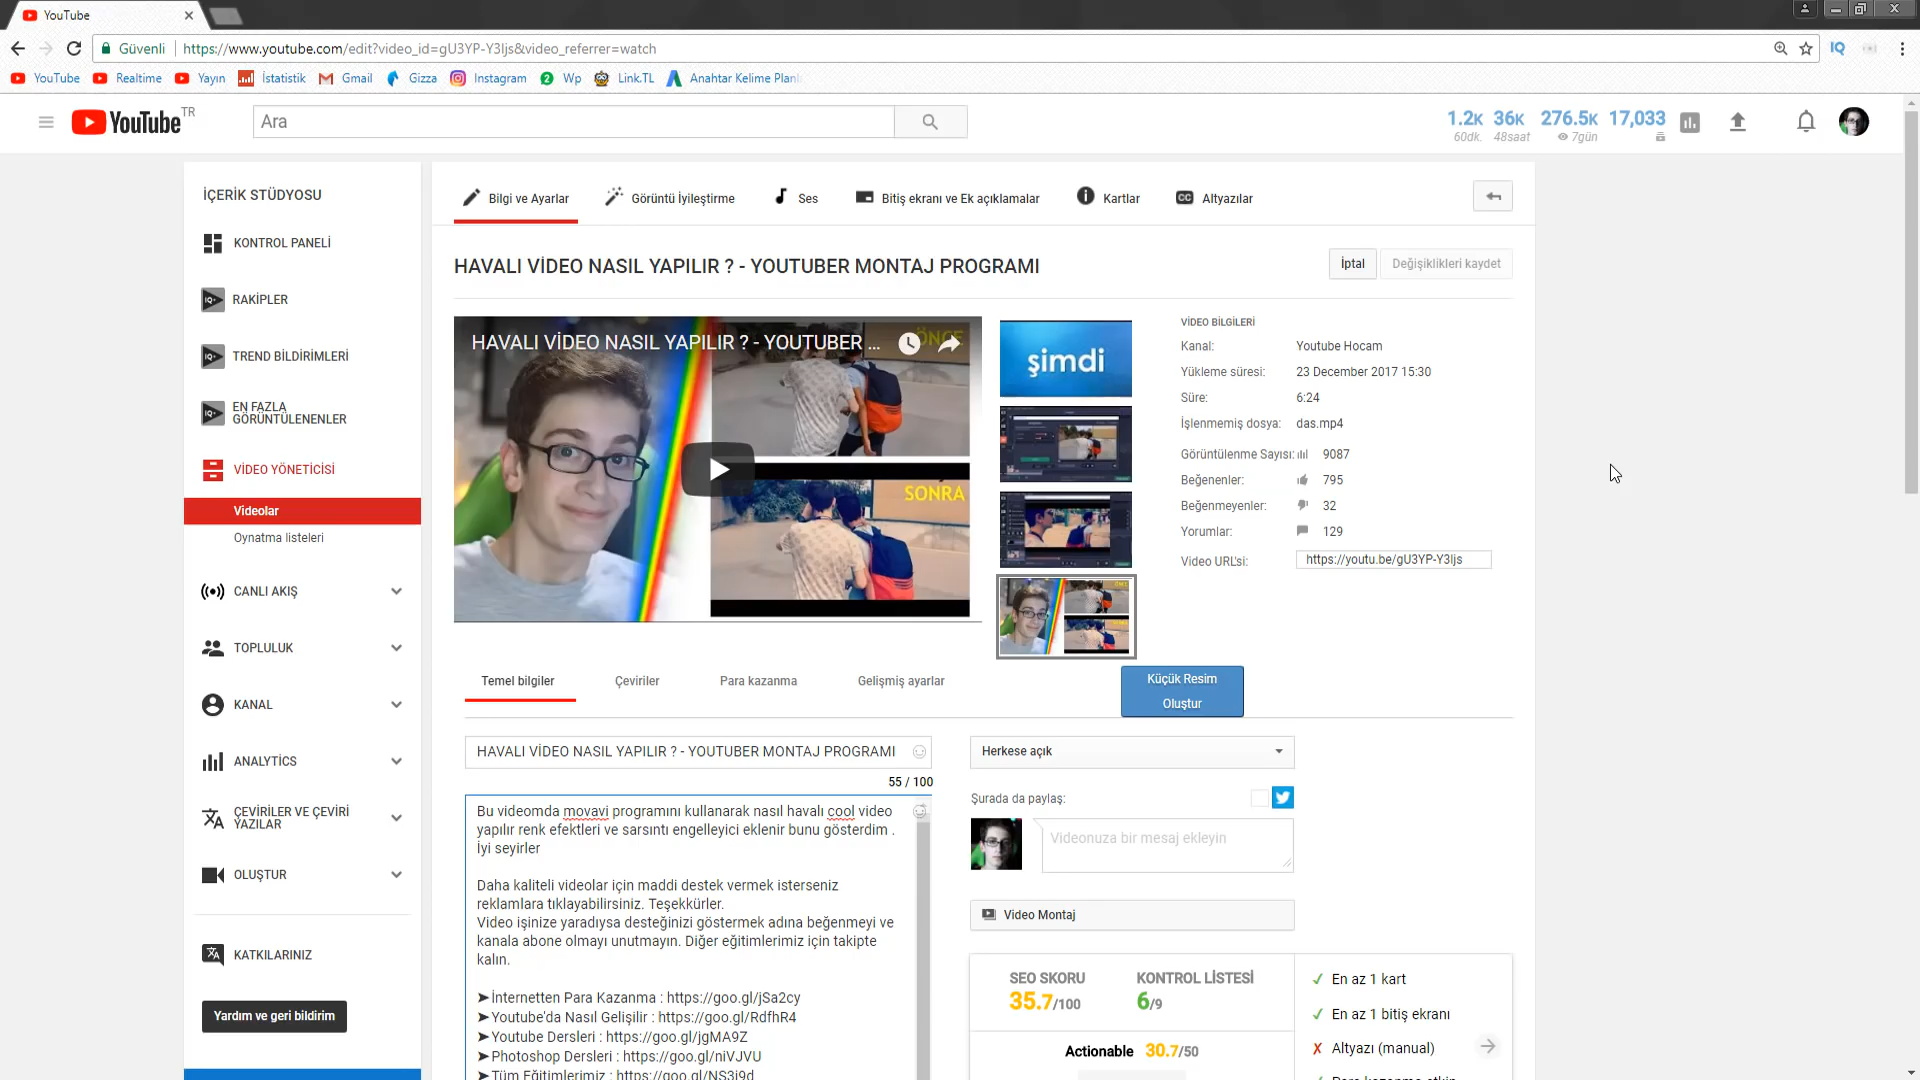 YouTube
Güvenli
https://www.youtube.com/edit?video_id=gU3YP-Y3Ijs&video_referrer=watch
YouTube
Realtime
Yayın
İstatistik
Gmail
Gizza
Instagram
2 Wp
Link.TL
Anahtar Kelime Planl
YouTube TR
Ara
1.2K 36K 276.5K 17,033
60dk. 48saat 7gün
İÇERİK STÜDYOSU
KONTROL PANELİ
RAKİPLER
TREND BİLDİRİMLERİ
EN FAZLA
GÖRÜNTÜLENENLER
VİDEO YÖNETİCİSİ
Videolar
Oynatma listeleri
CANLI AKIŞ
TOPLULUK
KANAL
ANALYTİCS
ÇEVİRİLER VE ÇEVİRİ
YAZILAR
OLUŞTUR
KATKILARINIZ
Yardım ve geri bildirim
Bilgi ve Ayarlar
Görüntü İyileştirme
Ses
Bitiş ekranı ve Ek açıklamalar
Kartlar
CC Altyazılar
HAVALI VİDEO NASIL YAPILIR ? - YOUTUBER MONTAJ PROGRAMI
İptal
Değişiklikleri kaydet
HAVALI VİDEO NASIL YAPILIR ? - YOUTUBER ...
ÖNCE
SONRA
şimdi
VİDEO BİLGİLERİ
Kanal: Youtube Hocam
Yükleme süresi: 23 December 2017 15:30
Süre: 6:24
İşlenmemiş dosya: das.mp4
Görüntülenme Sayısı: 9087
Beğenenler: 795
Beğenmeyenler: 32
Yorumlar: 129
Video URL'si: https://youtu.be/gU3YP-Y3Ijs
Temel bilgiler
Çeviriler
Para kazanma
Gelişmiş ayarlar
Küçük Resim
Oluştur
HAVALI VİDEO NASIL YAPILIR ? - YOUTUBER MONTAJ PROGRAMI
55 / 100
Bu videomda movavi programını kullanarak nasıl havalı cool video
yapılır renk efektleri ve sarsıntı engelleyici eklenir bunu gösterdim .
İyi seyirler
Daha kaliteli videolar için maddi destek vermek isterseniz
reklamlara tıklayabilirsiniz. Teşekkürler.
Video işinize yaradıysa desteğinizi göstermek adına beğenmeyi ve
kanala abone olmayı unutmayın. Diğer eğitimlerimiz için takipte
kalın.
➤İnternetten Para Kazanma : https://goo.gl/jSa2cy
➤Youtube'da Nasıl Gelişilir : https://goo.gl/RdfhR4
➤Youtube Dersleri : https://goo.gl/jgMA9Z
➤Photoshop Dersleri : https://goo.gl/niVJVU
➤Tüm Eğitimlerimiz : https://goo.gl/NS3i9d
Herkese açık
Şurada da paylaş:
Videonuza bir mesaj ekleyin
Video Montaj
SEO SKORU
35.7/100
KONTROL LİSTESİ
6/9
Actionable 30.7/50
✓ En az 1 kart
✓ En az 1 bitiş ekranı
✗ Altyazı (manual)